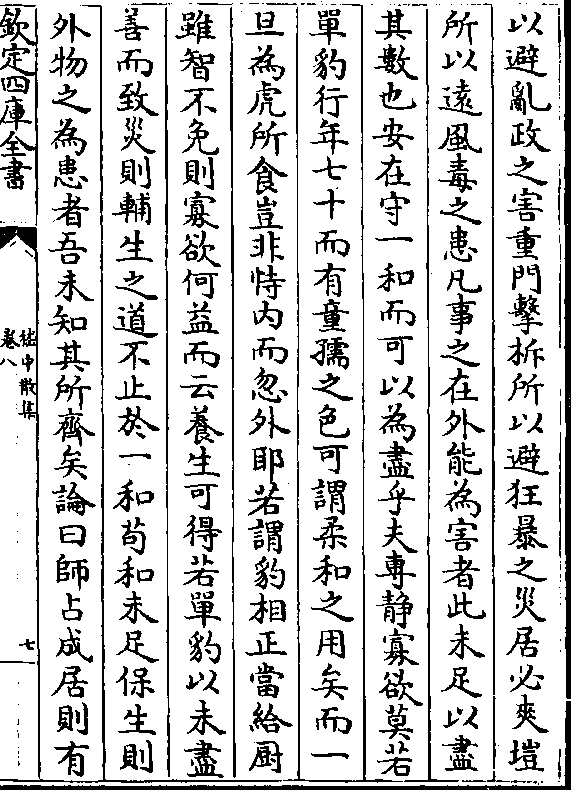 以避亂政之害重門擊柝所以避狂暴之災居必爽塏
所以遠風毒之患凡事之在外能為害者此未足以盡
其數也安在守一和而可以為盡乎夫専静寡欲莫若
單豹行年七十而有童孺之色可謂柔和之用矣而一
旦為虎所食豈非恃内而忽外耶若謂豹相正當給厨
雖智不免則寡欲何益而云養生可得若單豹以未盡
善而致災則輔生之道不止於一和苟和未足保生則
外物之為患者吾未知其所齊矣論曰師占成居則有
欽定四庫全書
嵇中散集
卷八
七